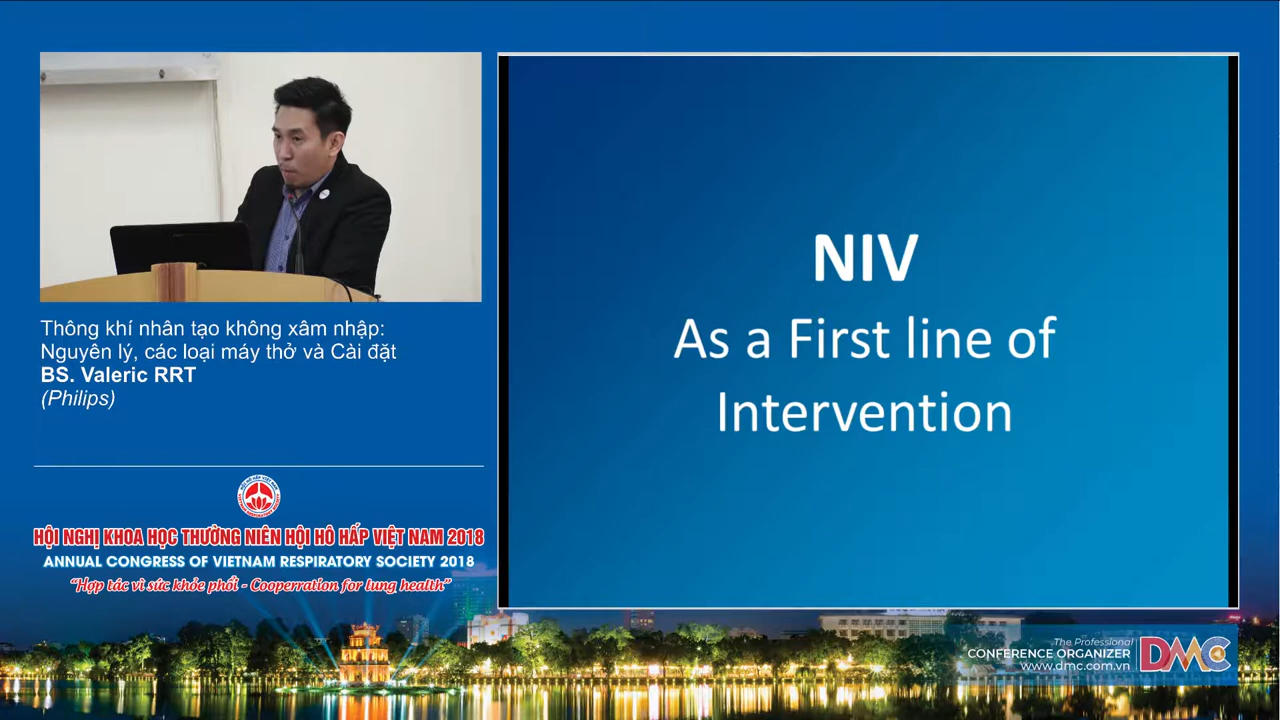 Thông khí nhân tạo không xâm nhập:
Nguyên lý, các loại máy thở và Cài đặt
BS. Valeric RRT
(Philips)
HỘI NGHỊ KHOA HỌC THƯỜNG NIÊN HỘI HÔ HẤP VIỆT NAM 2018
ANNUAL CONGRESS OF VIETNAM RESPIRATORY SOCIETY 2018
“Hợp tác vì sức khỏe phổi - Cooperration for lung health”
NIV
As a First line of
Intervention
The Professional
CONFERENCE ORGANIZER
www.dmc.com.vn
DMC